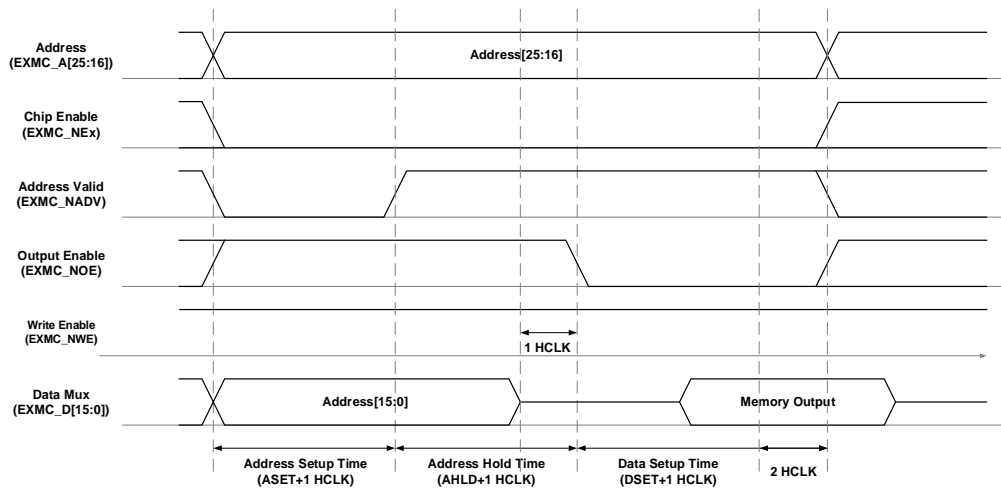 Address
(EXMC_A[25:16])
Address[25:16]
Chip Enable
(EXMC_NEx)
Address Valid
(EXMC_NADV)
Output Enable
(EXMC_NOE)
Write Enable
(EXMC_NWE)
1 HCLK
Data Mux
(EXMC_D[15:0])
Address[15:0]
Memory Output
Address Setup Time
(ASET+1 HCLK)
Address Hold Time
(AHLD+1 HCLK)
Data Setup Time
(DSET+1 HCLK)
2 HCLK